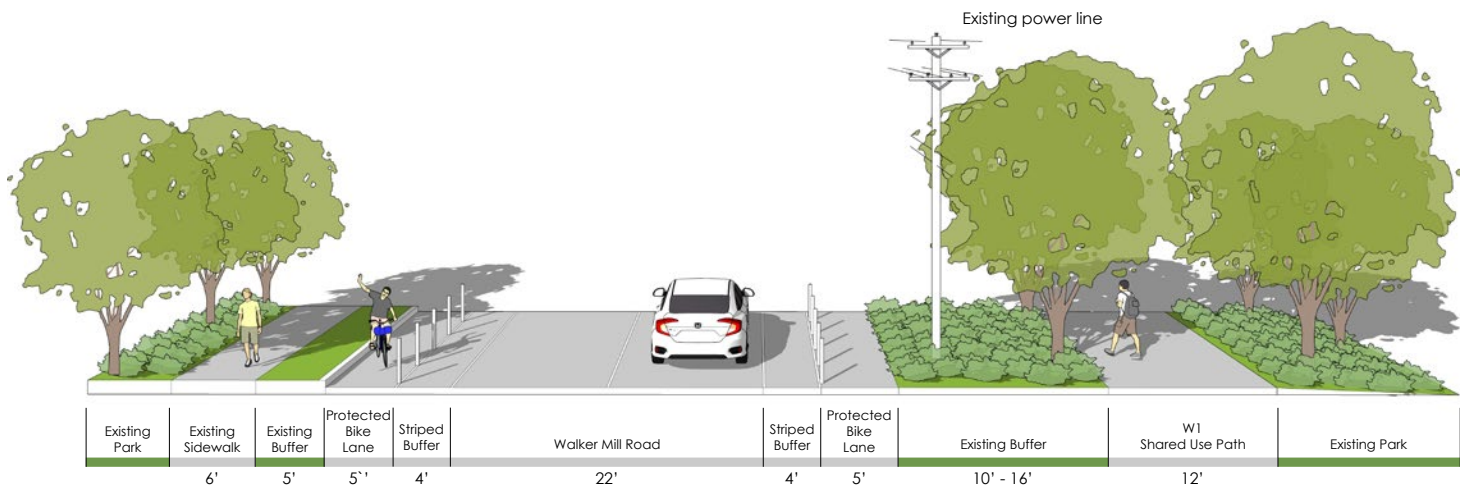 Existing power line
Existing
Park
Existing
Sidewalk
6'
Existing
Buffer
5'
Protected
Bike
Lane
5`'
Striped
Buffer
4'
Walker Mill Road
22'
Striped
Buffer
4'
Protected
Bike
Lane
5'
Existing Buffer
10' - 16'
W1
Shared Use Path
12'
Existing Park